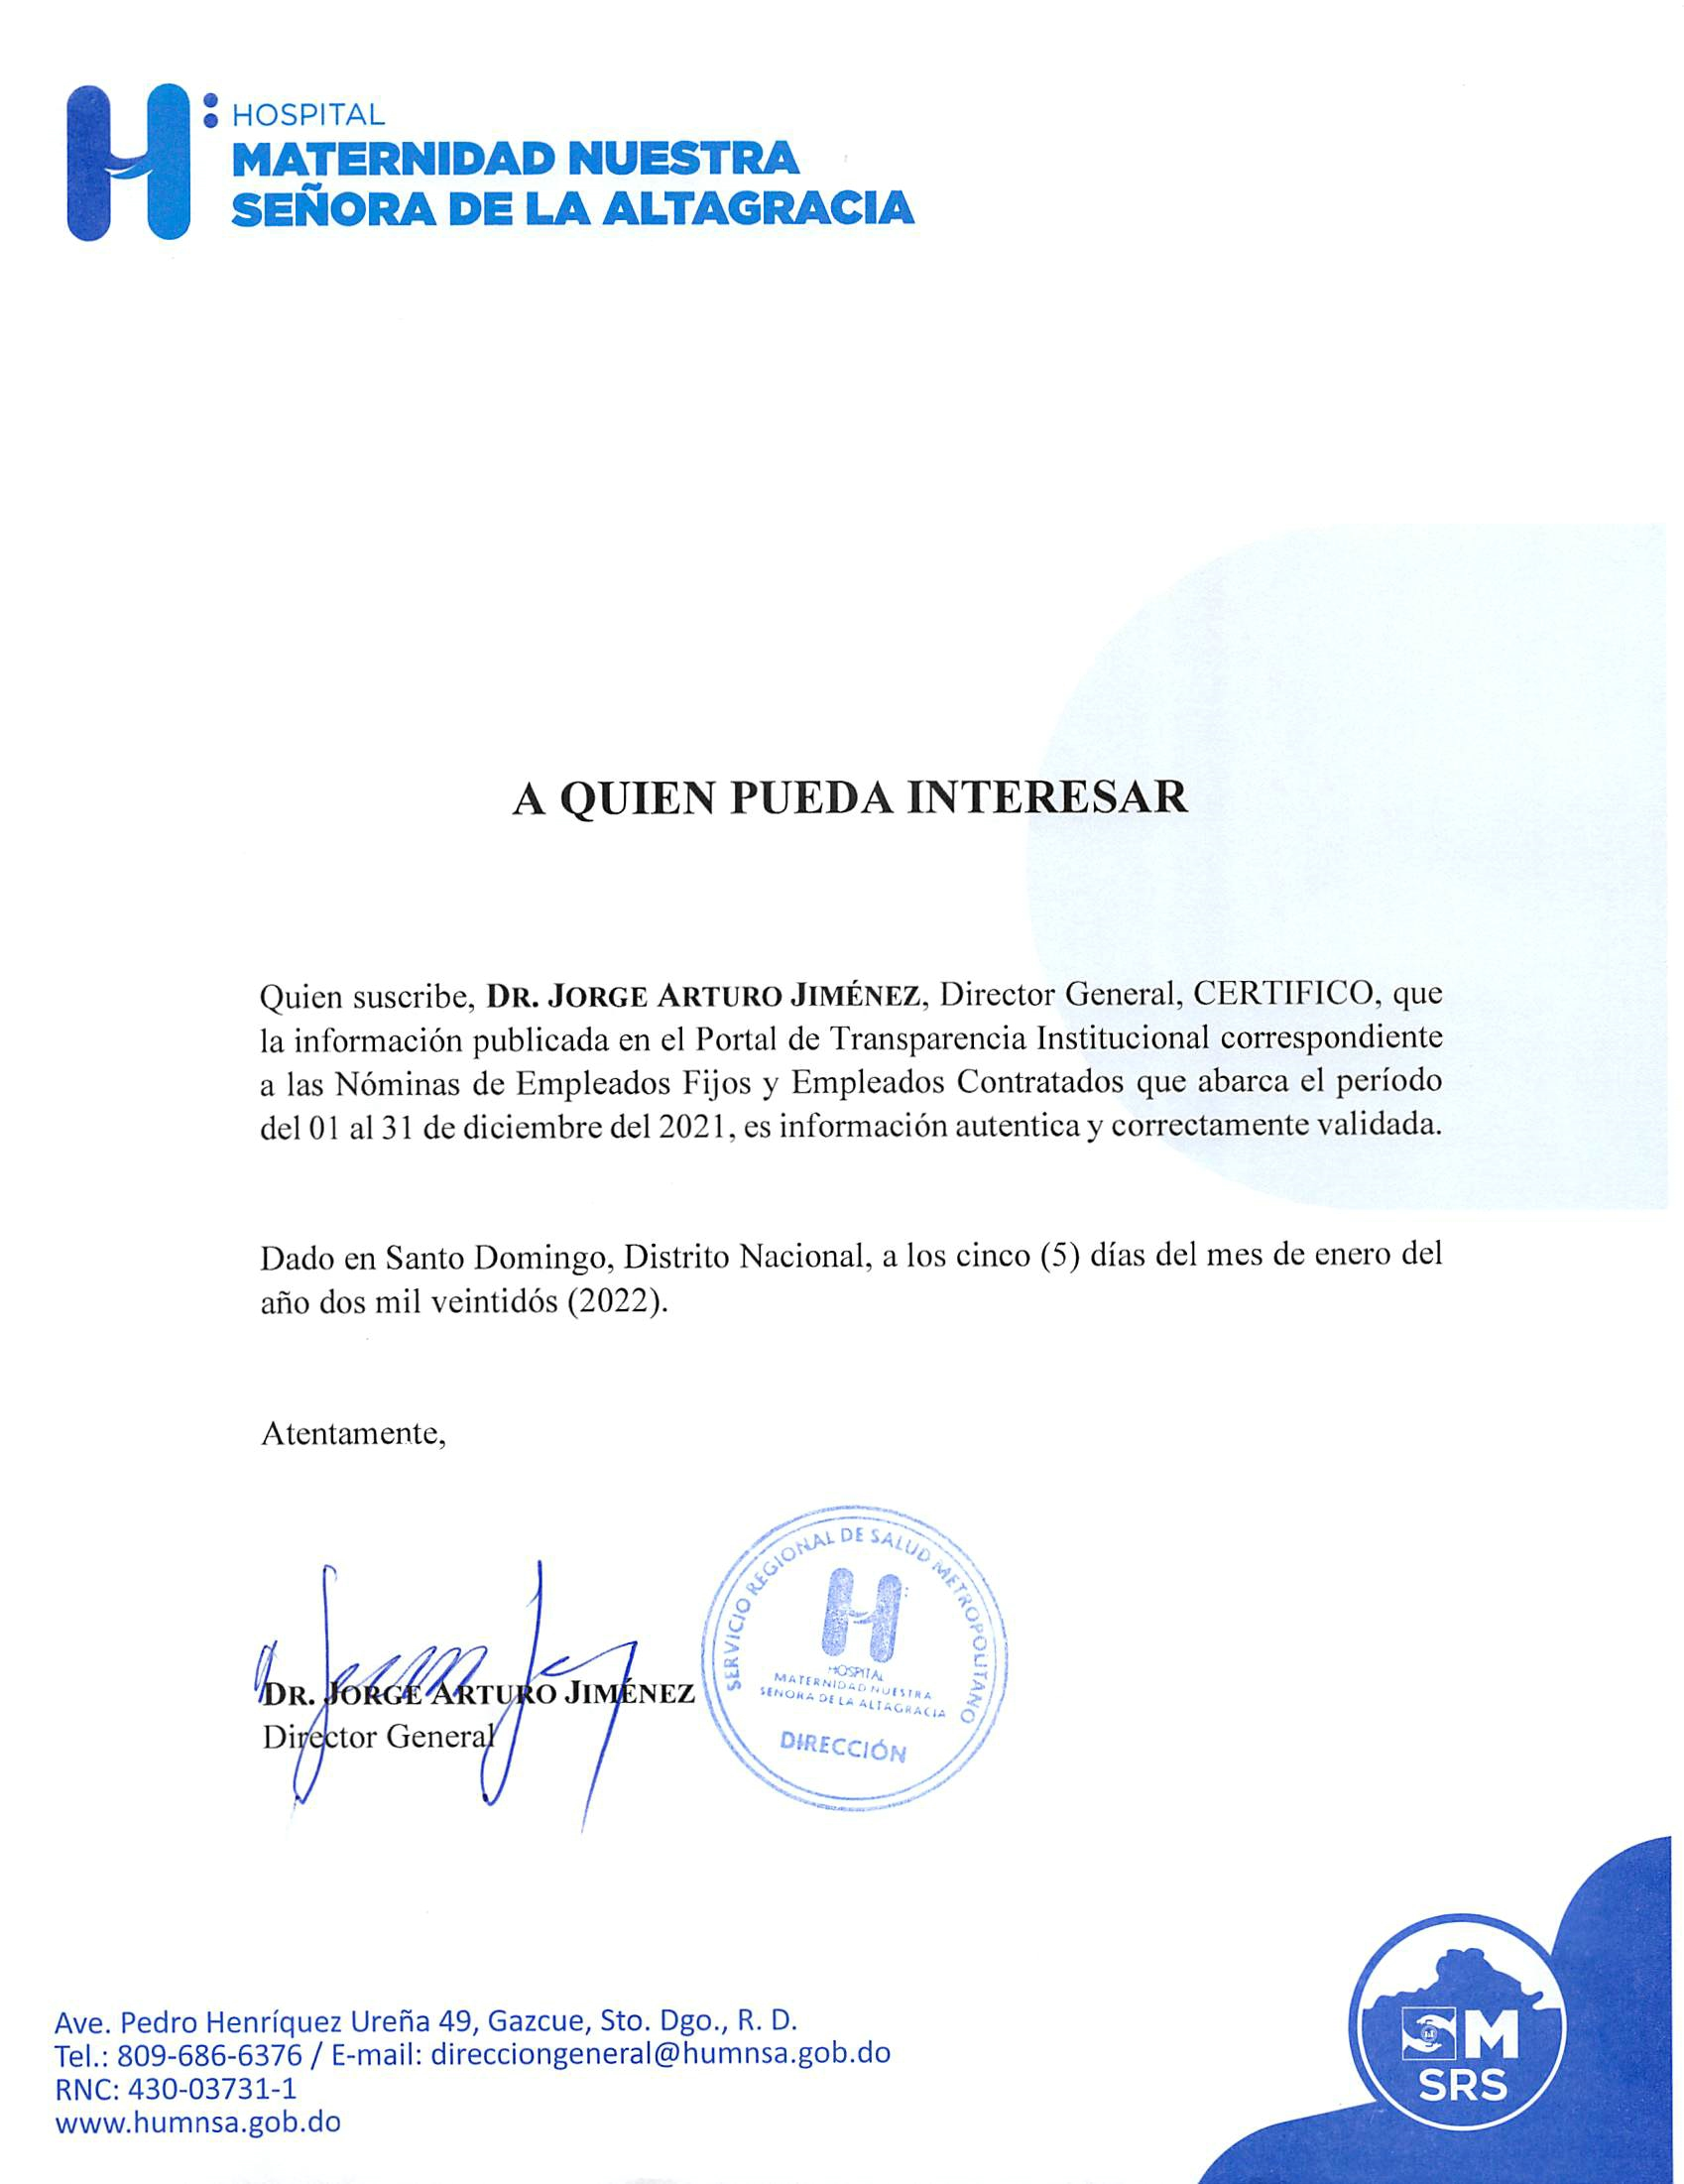 HOSPITAL
MATERNIDAD NUESTRA
SEÑORA DE LA ALTAGRACIA
A QUIEN PUEDA INTERESAR
Quien suscribe, DR. JORGE ARTURO JIMÉNEZ, Director General, CERTIFICO, que
la información publicada en el Portal de Transparencia Institucional correspondiente
a las Nóminas de Empleados Fijos y Empleados Contratados que abarca el período
del 01 al 31 de diciembre del 2021, es información autentica y correctamente validada.
Dado en Santo Domingo, Distrito Nacional, a los cinco (5) días del mes de enero del
año dos mil veintidós (2022).
Atentamente,
DR. JORGE ARTURO JIMÉNEZ
Director General
SERVICIO REGIONAL DE SALUD METROPOLITANO
HOSPITAL
MATERNIDAD NUESTRA
SEÑORA DE LA ALTAGRACIA
DIRECCIÓN
Ave. Pedro Henríquez Ureña 49, Gazcue, Sto. Dgo., R. D.
Tel.: 809-686-6376 / E-mail: direcciongeneral@humnsa.gob.do
RNC: 430-03731-1
www.humnsa.gob.do
SM
SRS